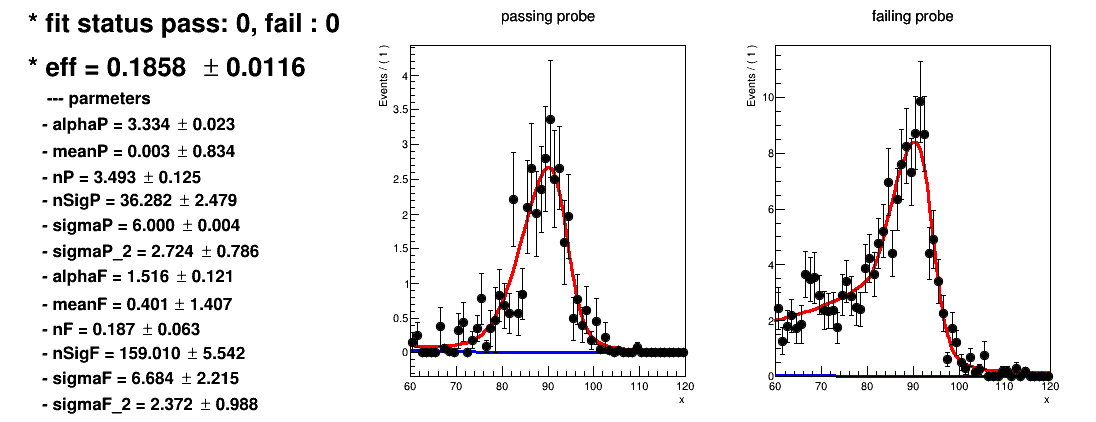 * fit status pass: 0, fail : 0
* eff = 0.1858 ± 0.0116
--- parmeters
- alphaP = 3.334 ± 0.023
- meanP = 0.003 ± 0.834
- nP = 3.493 ± 0.125
- nSigP = 36.282 ± 2.479
- sigmaP = 6.000 ± 0.004
- sigmaP_2 = 2.724 ± 0.786
- alphaF = 1.516 ± 0.121
- meanF = 0.401 ± 1.407
- nF = 0.187 ± 0.063
- nSigF = 159.010 ± 5.542
- sigmaF = 6.684 ± 2.215
- sigmaF_2 = 2.372 ± 0.988
passing probe
Events / ( 1 )
4
3.5
3
2.5
2
1.5
1
0.5
0
60 70 80 90 100 110 120
x
failing probe
Events / ( 1 )
10
8
6
4
2
0
60 70 80 90 100 110 120
x